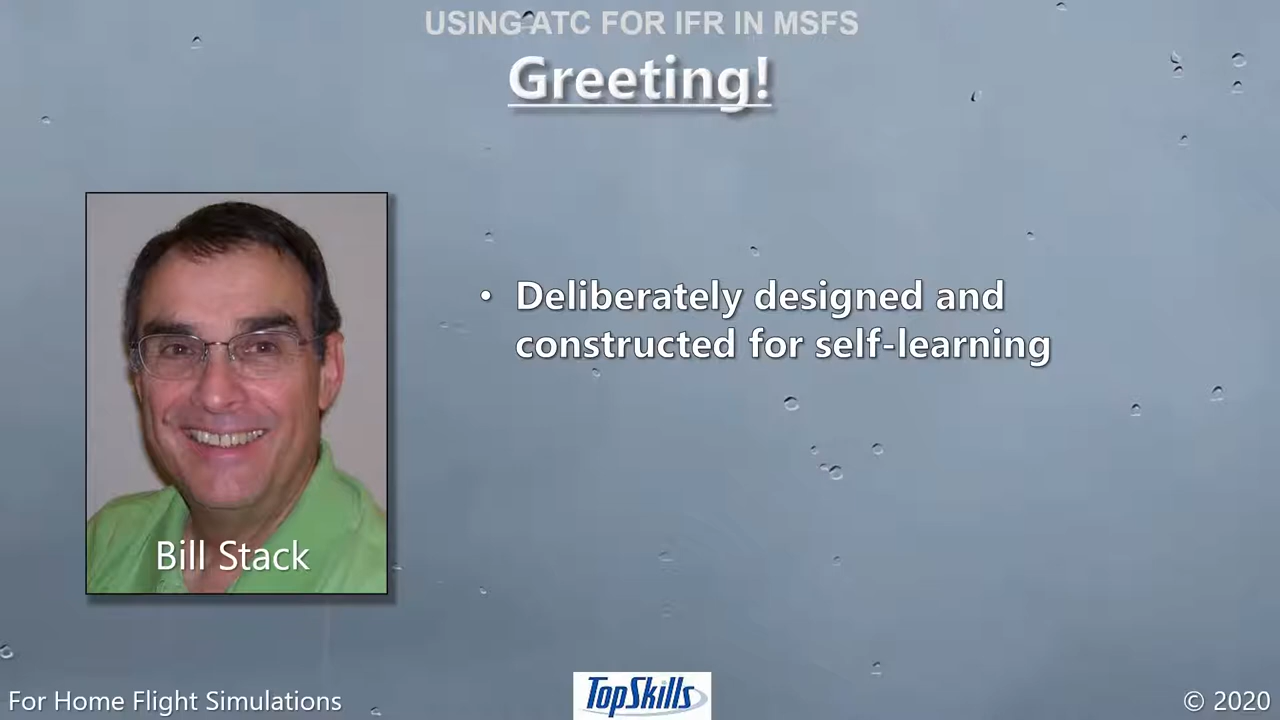 USING ATC FOR IFR IN MSFS
Greeting!
• Deliberately designed and
constructed for self-learning
Bill Stack
For Home Flight Simulations
TopSkills
© 2020